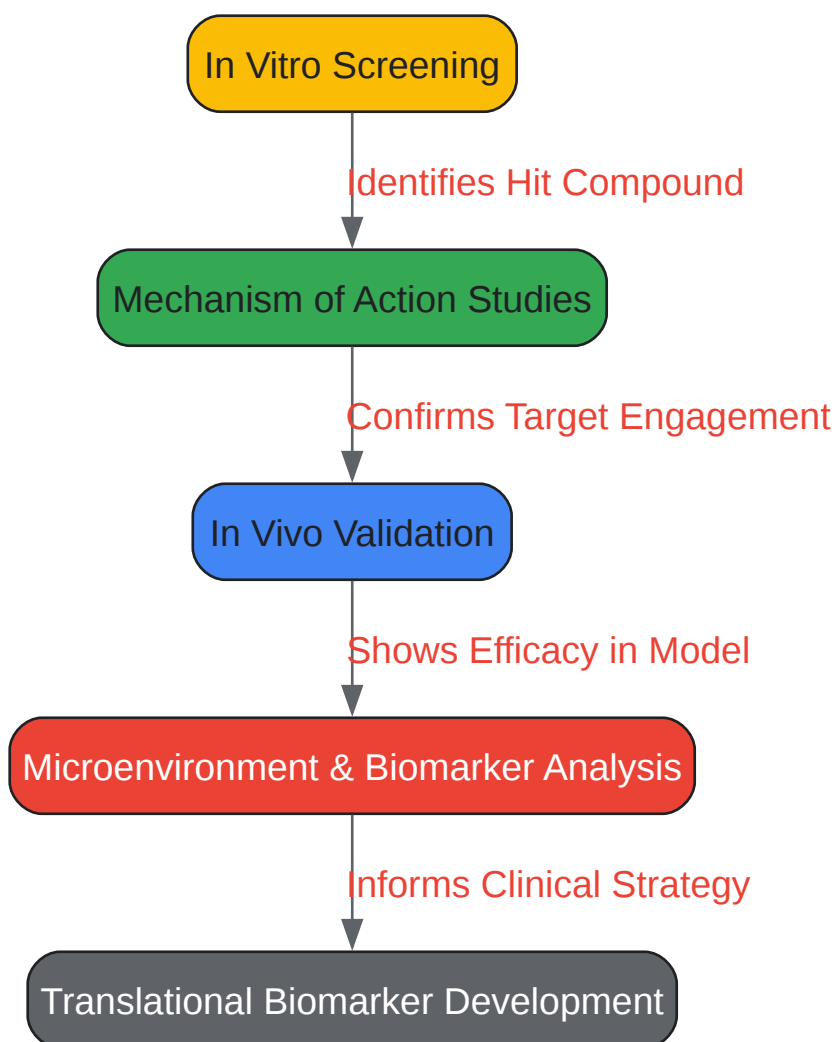 In Vitro Screening
Identifies Hit Compound
Mechanism of Action Studies
Confirms Target Engagement
In Vivo Validation
Shows Efficacy in Model
Microenvironment & Biomarker Analysis
Informs Clinical Strategy
Translational Biomarker Development